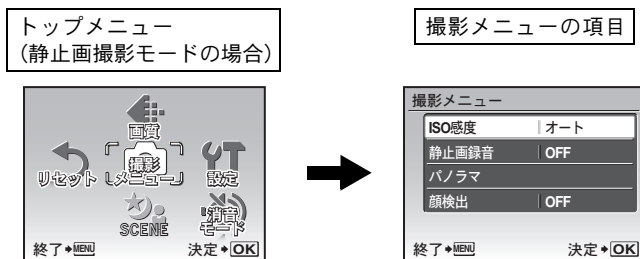 トップメニュー
(静止画撮影モードの場合)
画質
リセット
撮影
メニュー
設定
SCENE
消音
モード
終了 MENU
決定 OK
撮影メニューの項目
撮影メニュー
ISO感度 オート
静止画録音 OFF
パノラマ
顔検出 OFF
終了 MENU
決定 OK